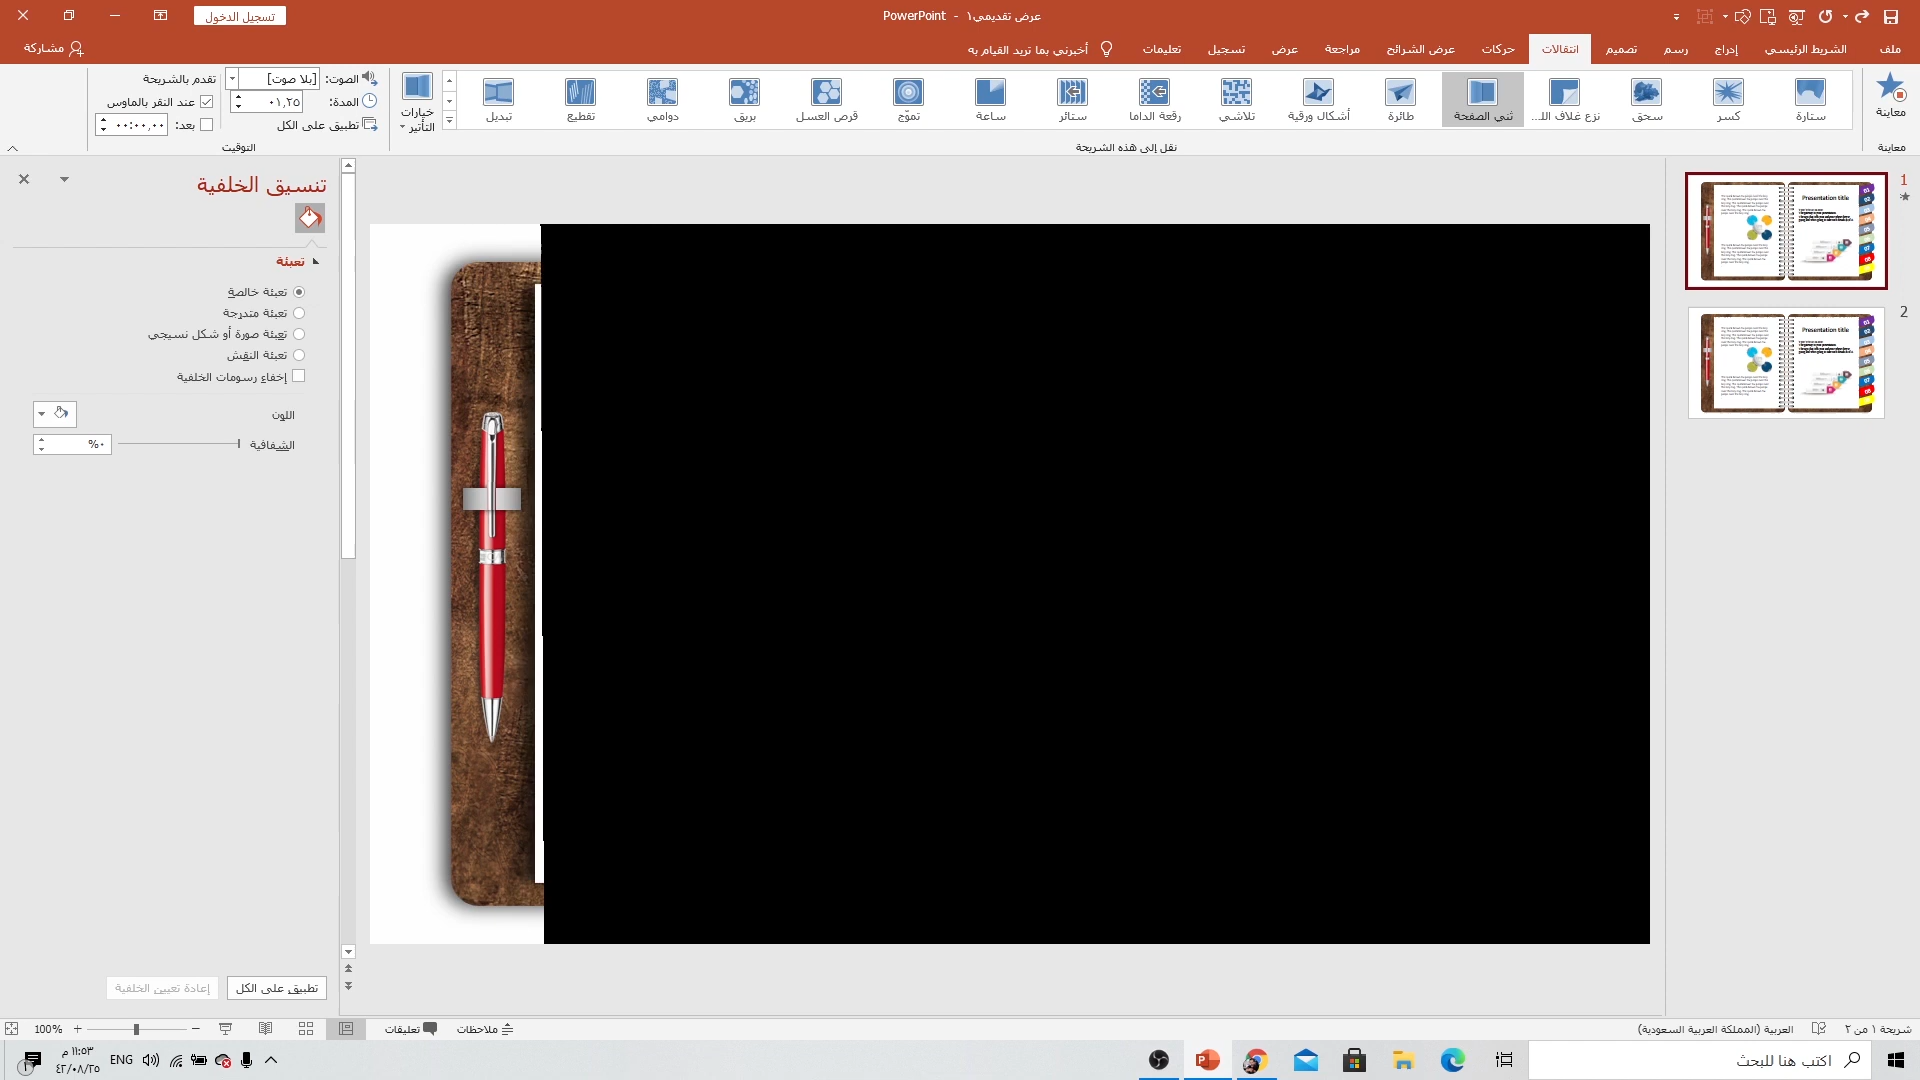 عرض تقديمي١ - PowerPoint
تسجيل الدخول
ملف
الشريط الرئيسي
إدراج
رسم
تصميم
انتقالات
حركات
عرض الشرائح
مراجعة
عرض
تسجيل
تعليمات
أخبرني بما تريد القيام به
مشاركة
معاينة
ستارة
كسر
سحق
نزع غلاف الل...
ثني الصفحة
طائرة
أشكال ورقية
تلاشي
رقعة الداما
ستائر
ساعة
تموّج
قرص العسل
بريق
دوامي
تقطيع
تبديل
خيارات
التأثير
الصوت: [بلا صوت]
المدة: ٠١,٢٥
تطبيق على الكل
تقدم بالشريحة
عند النقر بالماوس
بعد: ٠٠:٠٠,٠٠
معاينة
نقل إلى هذه الشريحة
التوقيت
1
Presentation title
2
Presentation title
تنسيق الخلفية
تعبئة
تعبئة خالصة
تعبئة متدرجة
تعبئة صورة أو شكل نسيجي
تعبئة النقش
إخفاء رسومات الخلفية
اللون
الشفافية
%٠
تطبيق على الكل
إعادة تعيين الخلفية
شريحة ١ من ٢
العربية (المملكة العربية السعودية)
ملاحظات
تعليقات
100%
اكتب هنا للبحث
ENG
١١:٥٣ م
٤٢/٠٨/٢٥